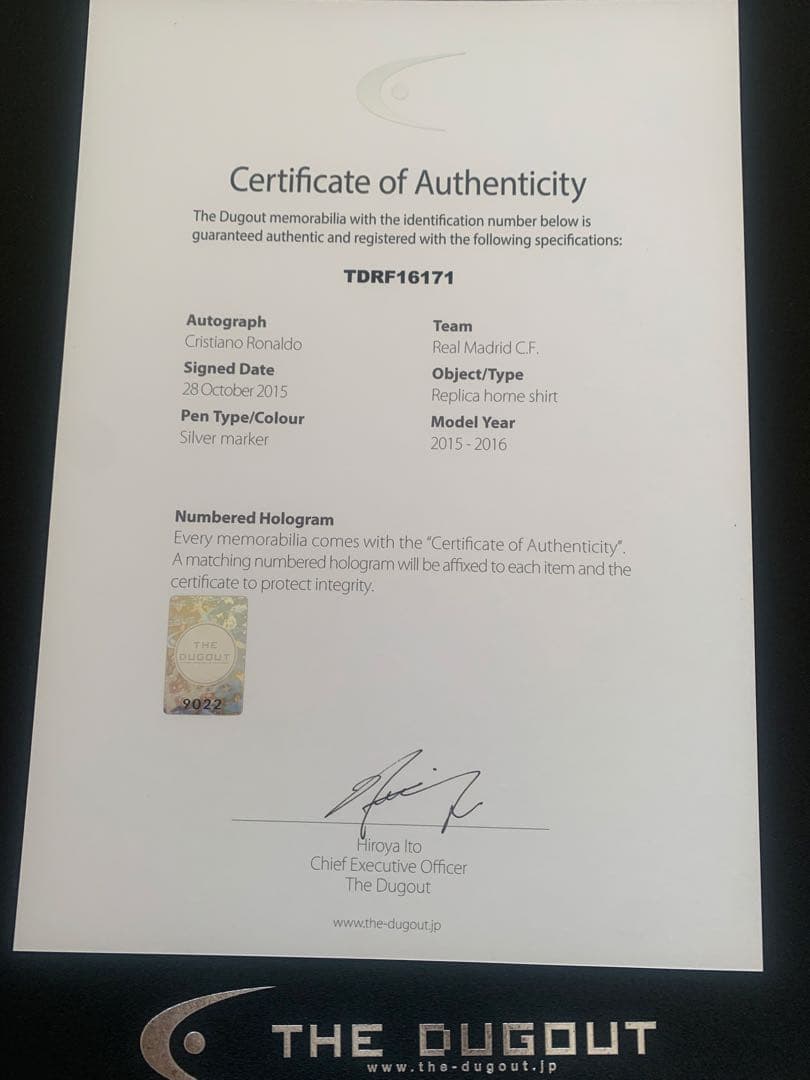 Certificate of Authenticity
The Dugout memorabilia with the identification number below is
guaranteed authentic and registered with the following specifications:
TDRF16171
Autograph
Cristiano Ronaldo
Signed Date
28 October 2015
Pen Type/Colour
Silver marker
Team
Real Madrid C.F.
Object/Type
Replica home shirt
Model Year
2015 - 2016
Numbered Hologram
Every memorabilia comes with the “Certificate of Authenticity”.
A matching numbered hologram will be affixed to each item and the
certificate to protect integrity.
THE
DUGOUT
9022
Hiroya Ito
Chief Executive Officer
The Dugout
www.the-dugout.jp
THE DUGOUT
www.the-dugout.jp